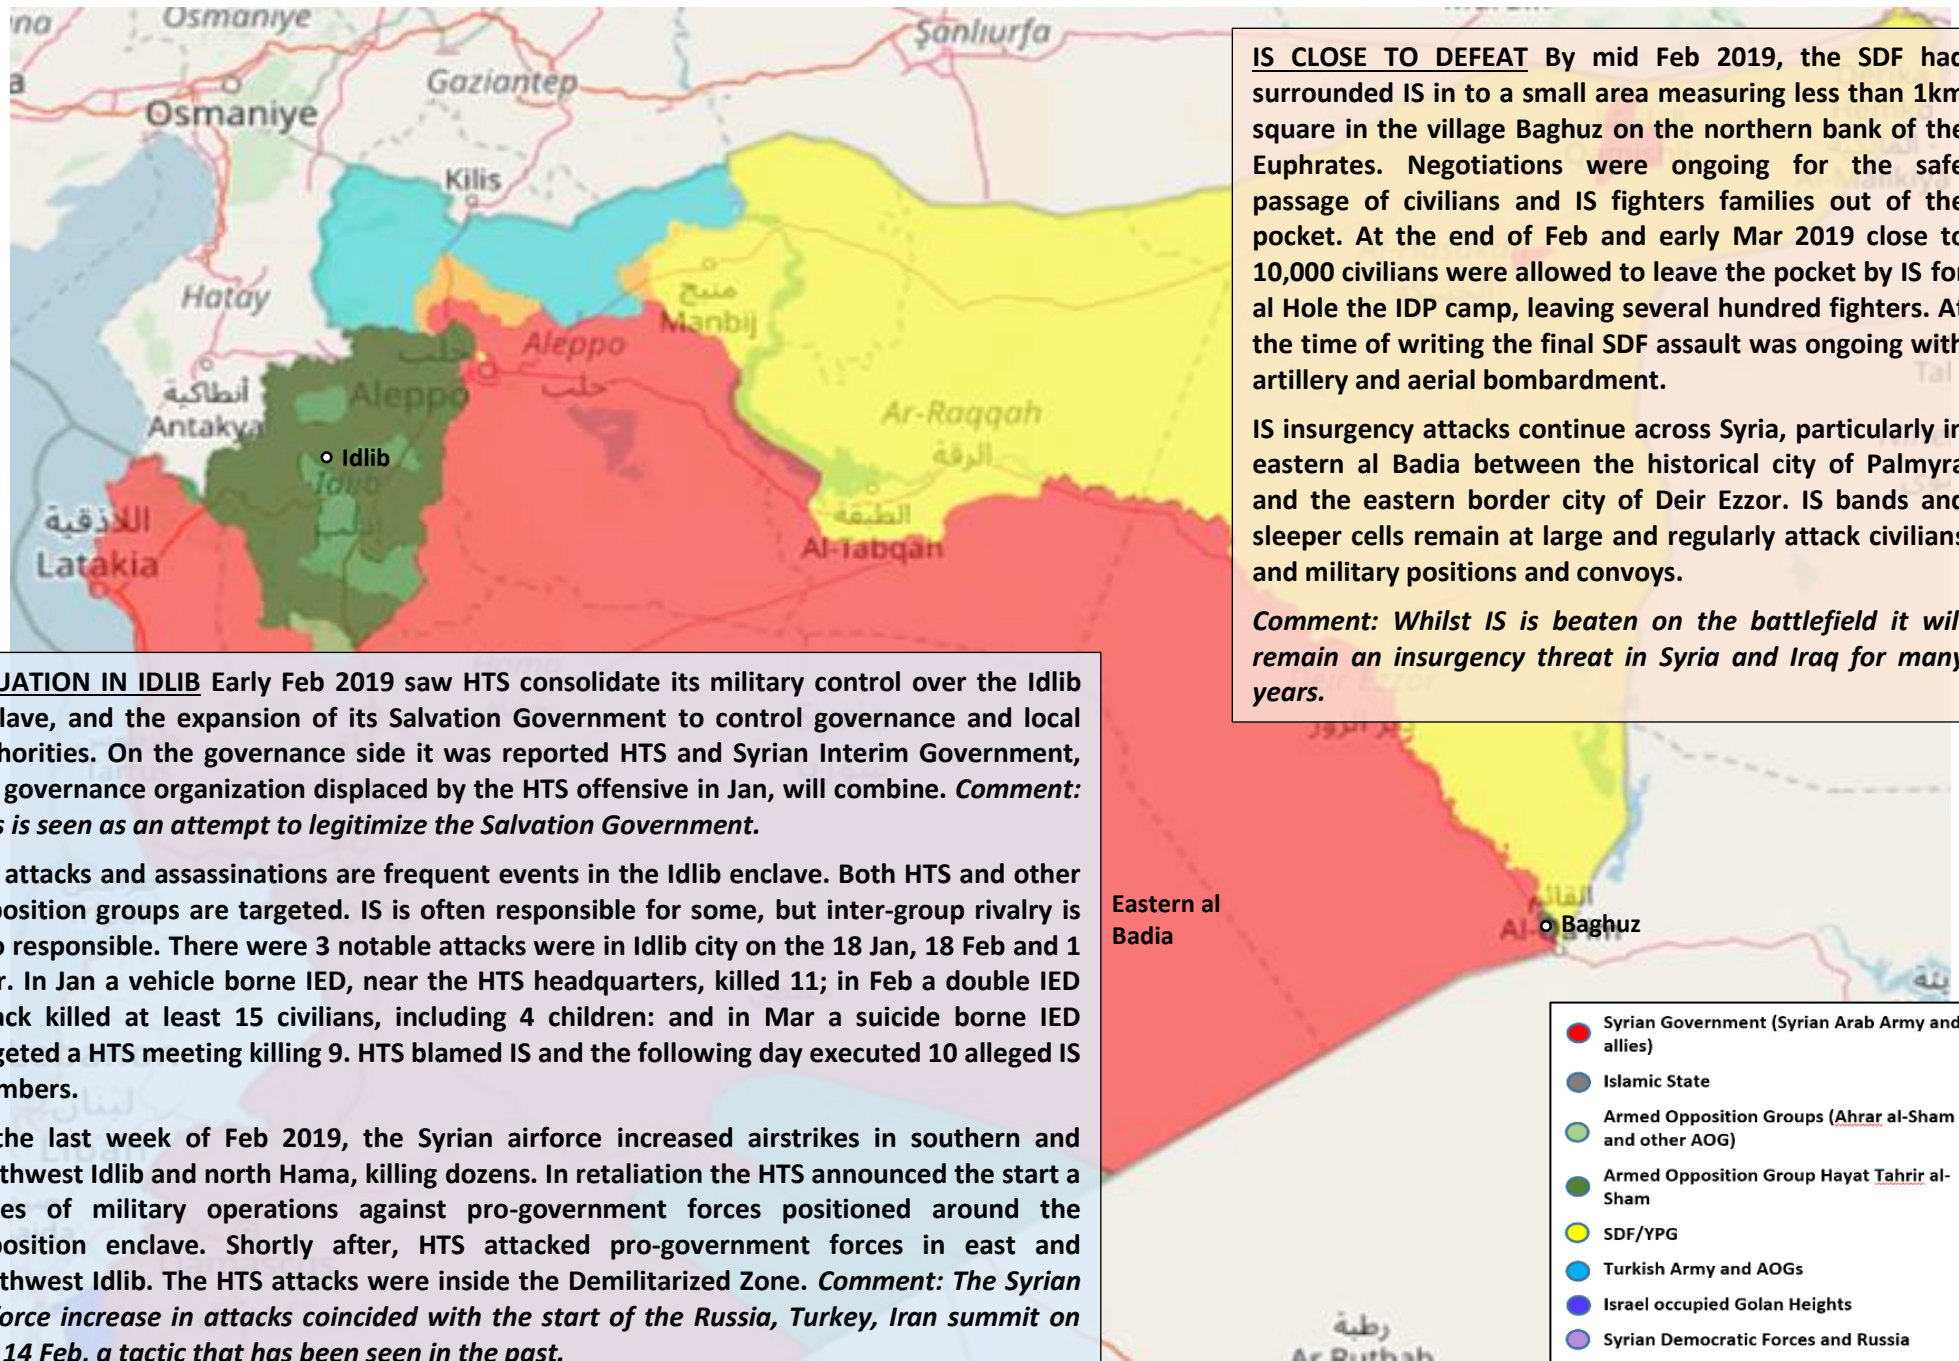 na
Osmaniye
Şanlıurfa
Gaziantep
Osmaniye
Kilis
Hatay
منبج
Manbij
Aleppo
حلب
أنطاكية
Antakya
Aleppo
Ar-Raqqah
الرقة
Idlib
Idlib
إدلب
الطبقة
Al-Tabqah
اللاذقية
Latakia
IS CLOSE TO DEFEAT By mid Feb 2019, the SDF had
surrounded IS in to a small area measuring less than 1km
square in the village Baghuz on the northern bank of the
Euphrates. Negotiations were ongoing for the safe
passage of civilians and IS fighters families out of the
pocket. At the end of Feb and early Mar 2019 close to
10,000 civilians were allowed to leave the pocket by IS for
al Hole the IDP camp, leaving several hundred fighters. At
the time of writing the final SDF assault was ongoing with
artillery and aerial bombardment.
IS insurgency attacks continue across Syria, particularly in
eastern al Badia between the historical city of Palmyra
and the eastern border city of Deir Ezzor. IS bands and
sleeper cells remain at large and regularly attack civilians
and military positions and convoys.
Comment: Whilst IS is beaten on the battlefield it will
remain an insurgency threat in Syria and Iraq for many
years.
Deir Ezzor
دير الزور
UATION IN IDLIB Early Feb 2019 saw HTS consolidate its military control over the Idlib
lave, and the expansion of its Salvation Government to control governance and local
horities. On the governance side it was reported HTS and Syrian Interim Government,
governance organization displaced by the HTS offensive in Jan, will combine. Comment:
s is seen as an attempt to legitimize the Salvation Government.
attacks and assassinations are frequent events in the Idlib enclave. Both HTS and other
position groups are targeted. IS is often responsible for some, but inter-group rivalry is
o responsible. There were 3 notable attacks were in Idlib city on the 18 Jan, 18 Feb and 1
r. In Jan a vehicle borne IED, near the HTS headquarters, killed 11; in Feb a double IED
ack killed at least 15 civilians, including 4 children: and in Mar a suicide borne IED
geted a HTS meeting killing 9. HTS blamed IS and the following day executed 10 alleged IS
mbers.
the last week of Feb 2019, the Syrian airforce increased airstrikes in southern and
thwest Idlib and north Hama, killing dozens. In retaliation the HTS announced the start a
es of military operations against pro-government forces positioned around the
position enclave. Shortly after, HTS attacked pro-government forces in east and
thwest Idlib. The HTS attacks were inside the Demilitarized Zone. Comment: The Syrian
force increase in attacks coincided with the start of the Russia, Turkey, Iran summit on
14 Feb, a tactic that has been seen in the past.
Eastern al
Badia
القائم
Baghuz
رطبة
Ar Rutbah
Syrian Government (Syrian Arab Army and
allies)
Islamic State
Armed Opposition Groups (Ahrar al-Sham
and other AOG)
Armed Opposition Group Hayat Tahrir al-
Sham
SDF/YPG
Turkish Army and AOGs
Israel occupied Golan Heights
Syrian Democratic Forces and Russia